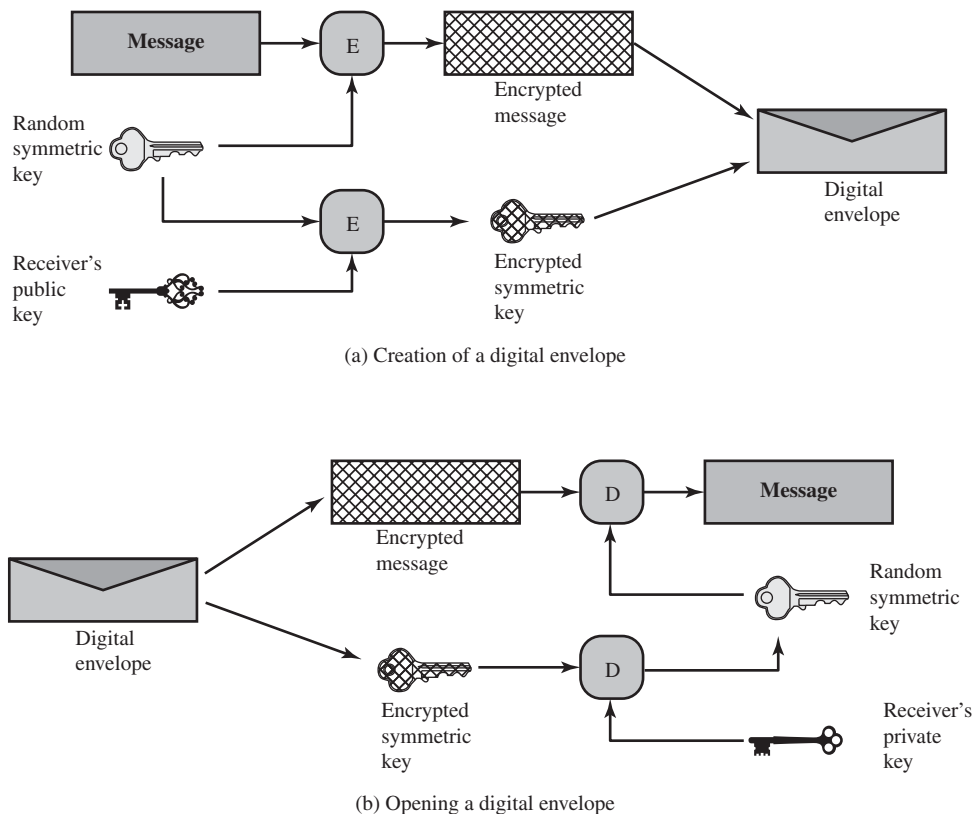 Message
E
Encrypted
message
Random
symmetric
key
Digital
envelope
E
Receiver's
public
key
Encrypted
symmetric
key
(a) Creation of a digital envelope
D
Message
Encrypted
message
Digital
envelope
Random
symmetric
key
D
Encrypted
symmetric
key
Receiver's
private
key
(b) Opening a digital envelope